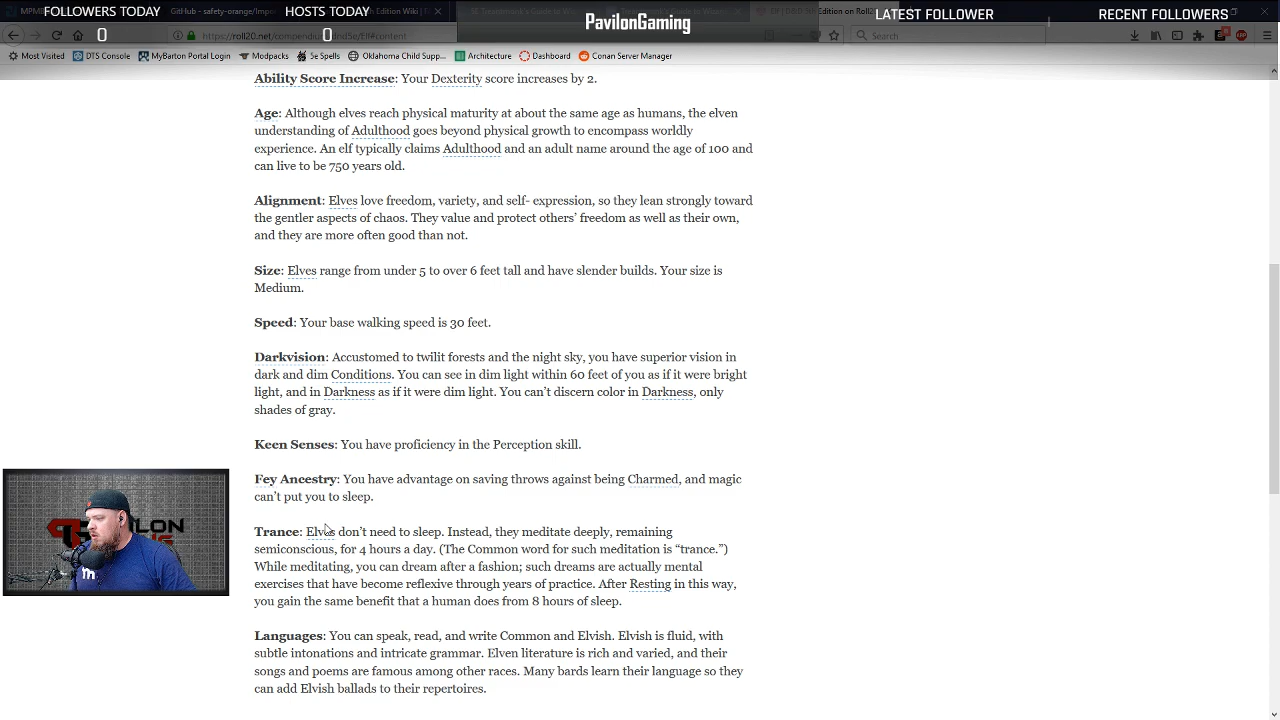 FOLLOWERS TODAY
0
HOSTS TODAY
0
PavilonGaming
LATEST FOLLOWER
RECENT FOLLOWERS
Search
Most Visited DTS Console MyBarton Portal Login Modpacks 5e Spells Oklahoma Child Supp... Architecture Dashboard Conan Server Manager
Ability Score Increase: Your Dexterity score increases by 2.
Age: Although elves reach physical maturity at about the same age as humans, the elven
understanding of Adulthood goes beyond physical growth to encompass worldly
experience. An elf typically claims Adulthood and an adult name around the age of 100 and
can live to be 750 years old.
Alignment: Elves love freedom, variety, and self- expression, so they lean strongly toward
the gentler aspects of chaos. They value and protect others' freedom as well as their own,
and they are more often good than not.
Size: Elves range from under 5 to over 6 feet tall and have slender builds. Your size is
Medium.
Speed: Your base walking speed is 30 feet.
Darkvision: Accustomed to twilit forests and the night sky, you have superior vision in
dark and dim Conditions. You can see in dim light within 60 feet of you as if it were bright
light, and in Darkness as if it were dim light. You can't discern color in Darkness, only
shades of gray.
Keen Senses: You have proficiency in the Perception skill.
Fey Ancestry: You have advantage on saving throws against being Charmed, and magic
can't put you to sleep.
Trance: Elves don't need to sleep. Instead, they meditate deeply, remaining
semiconscious, for 4 hours a day. (The Common word for such meditation is “trance.”)
While meditating, you can dream after a fashion; such dreams are actually mental
exercises that have become reflexive through years of practice. After Resting in this way,
you gain the same benefit that a human does from 8 hours of sleep.
Languages: You can speak, read, and write Common and Elvish. Elvish is fluid, with
subtle intonations and intricate grammar. Elven literature is rich and varied, and their
songs and poems are famous among other races. Many bards learn their language so they
can add Elvish ballads to their repertoires.